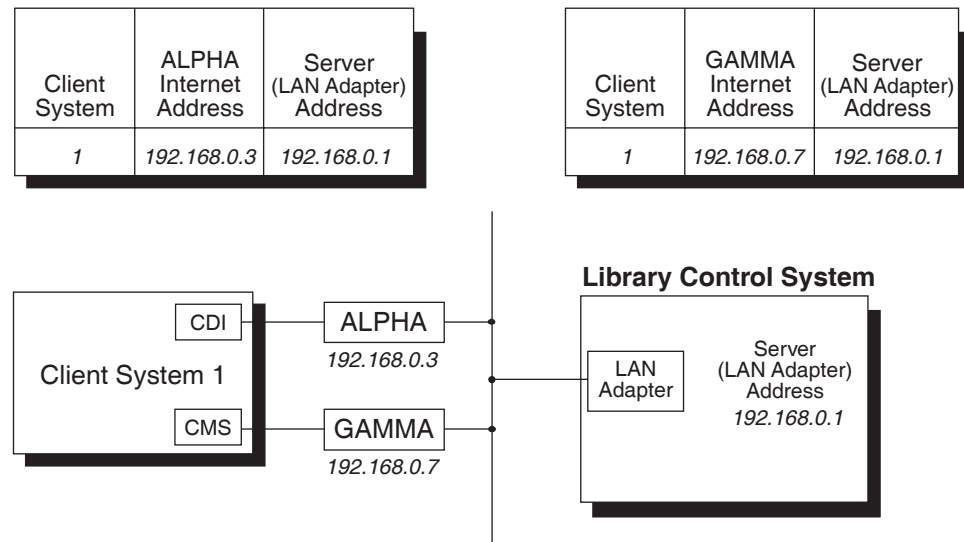 Client
System
ALPHA
Internet
Address
Server
(LAN Adapter)
Address
1
192.168.0.3
192.168.0.1
Client
System
GAMMA
Internet
Address
Server
(LAN Adapter)
Address
1
192.168.0.7
192.168.0.1
Client System 1
CDI
CMS
ALPHA
192.168.0.3
GAMMA
192.168.0.7
Library Control System
LAN
Adapter
Server
(LAN Adapter)
Address
192.168.0.1